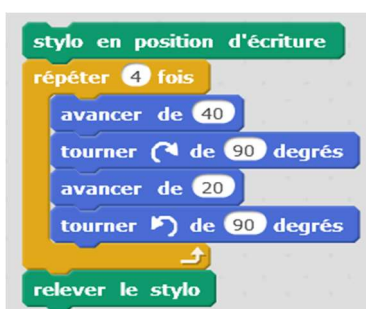 stylo en position d'écriture
répéter 4 fois
avancer de 40
tourner de 90 degrés
avancer de 20
tourner de 90 degrés
relever le stylo